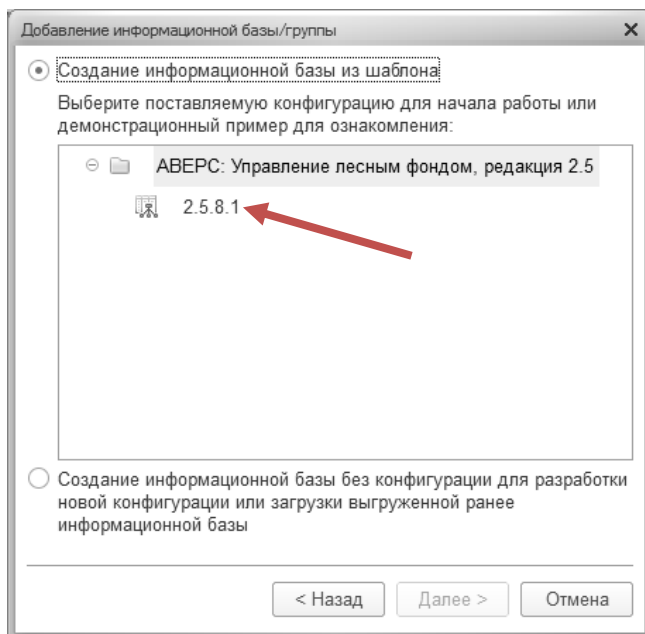 Добавление информационной базы/группы
Создание информационной базы из шаблона
Выберите поставляемую конфигурацию для начала работы или
демонстрационный пример для ознакомления:
АВЕРС: Управление лесным фондом, редакция 2.5
2.5.8.1
Создание информационной базы без конфигурации для разработки
новой конфигурации или загрузки выгруженной ранее
информационной базы
< Назад
Далее >
Отмена